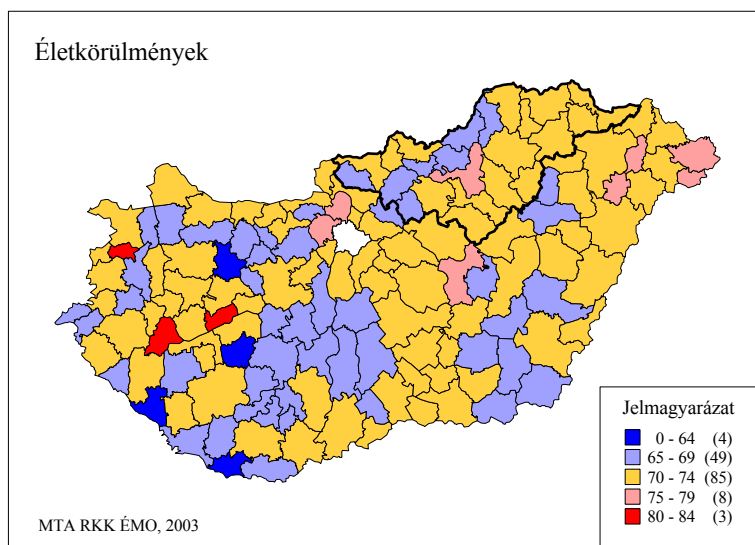 Életkörülmények
Jelmagyarázat
0 - 64 (4)
65 - 69 (49)
70 - 74 (85)
75 - 79 (8)
80 - 84 (3)
MTA RKK ÉMO, 2003